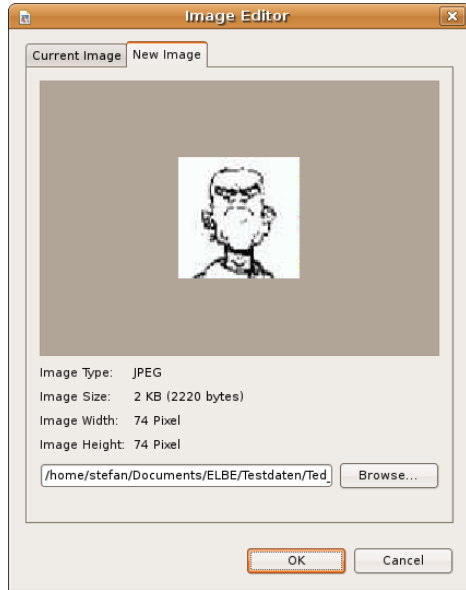 Image Editor
Current Image New Image
Image Type: JPEG
Image Size: 2 KB (2220 bytes)
Image Width: 74 Pixel
Image Height: 74 Pixel
/home/stefan/Documents/ELBE/Testdaten/Ted_ Browse...
OK Cancel